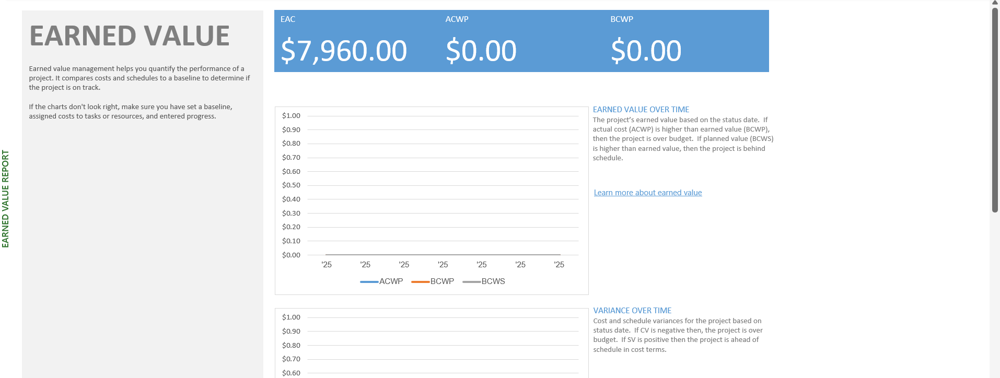 EARNED VALUE REPORT
EARNED VALUE
Earned value management helps you quantify the performance of a
project. It compares costs and schedules to a baseline to determine if
the project is on track.
If the charts don't look right, make sure you have set a baseline,
assigned costs to tasks or resources, and entered progress.
EAC
$7,960.00
ACWP
$0.00
BCWP
$0.00
$1.00
$0.90
$0.80
$0.70
$0.60
$0.50
$0.40
$0.30
$0.20
$0.10
$0.00
'25 '25 '25 '25 '25 '25 '25
ACWP BCWP BCWS
EARNED VALUE OVER TIME
The project’s earned value based on the status date.  If
actual cost (ACWP) is higher than earned value (BCWP),
then the project is over budget.  If planned value (BCWS)
is higher than earned value, then the project is behind
schedule.
Learn more about earned value
$1.00
$0.90
$0.80
$0.70
$0.60
VARIANCE OVER TIME
Cost and schedule variances for the project based on
status date.  If CV is negative then, the project is over
budget.  If SV is positive then the project is ahead of
schedule in cost terms.